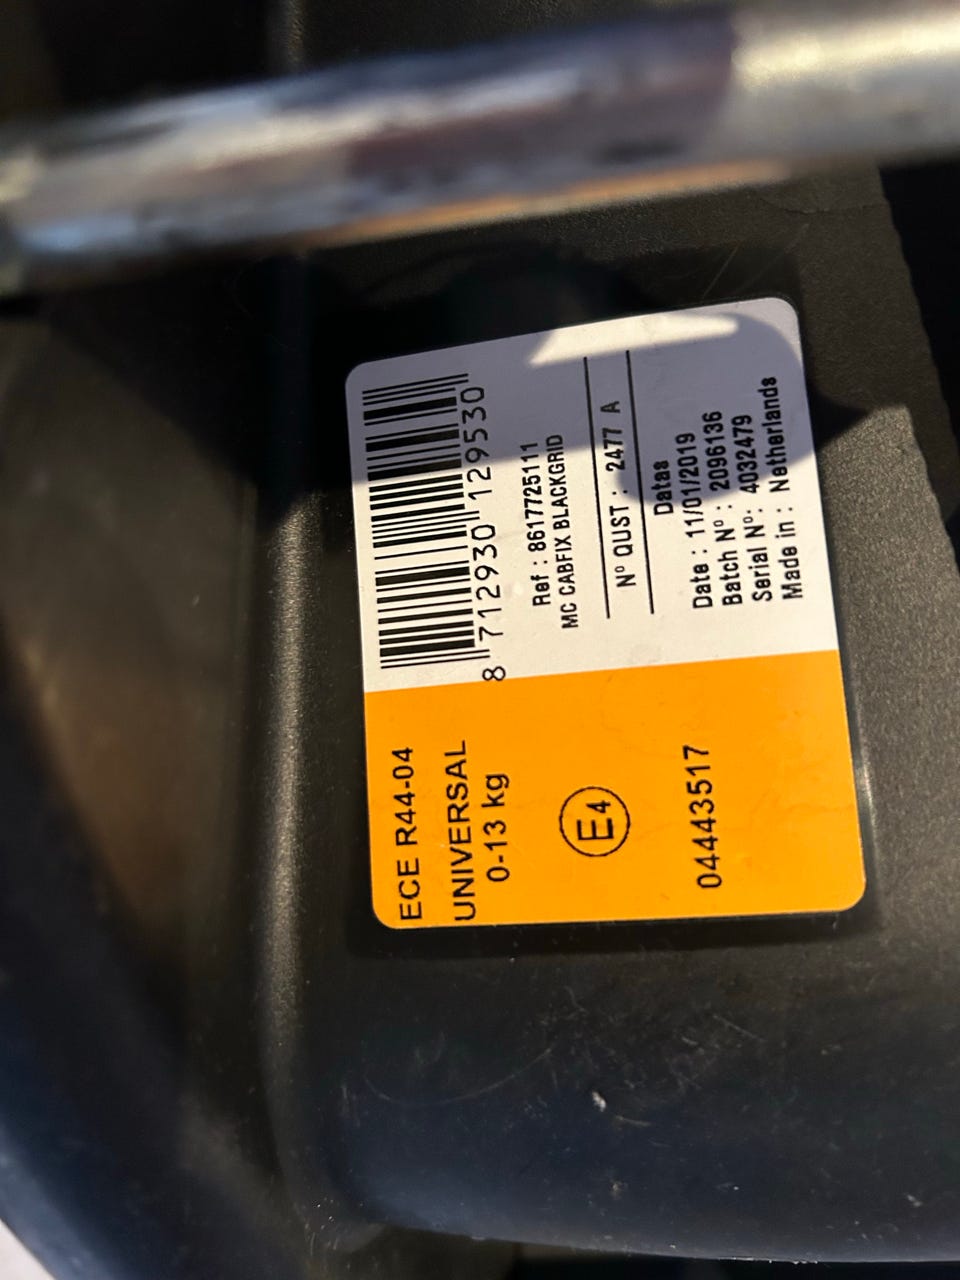 8 712930 129530
Ref : 8617725111
MC CABFIX BLACKGRID
Nº QUST : 2477 A
Datas
Date : 11/01/2019
Batch Nº : 2096136
Serial Nº: 4032479
Made in : Netherlands
ECE R44-04
UNIVERSAL
0-13 kg
E4
04443517